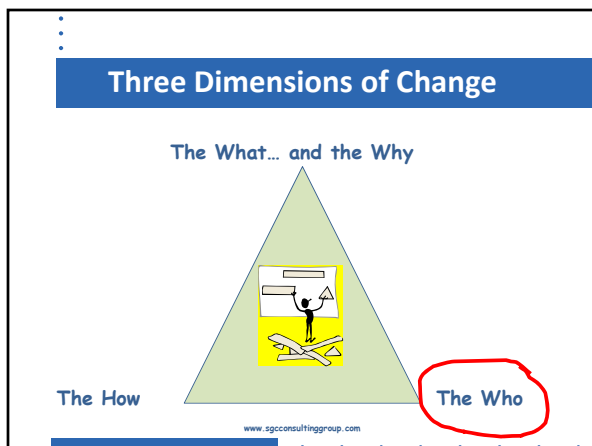 Three Dimensions of Change
The What... and the Why
The How
The Who
www.sgcconsultinggroup.com